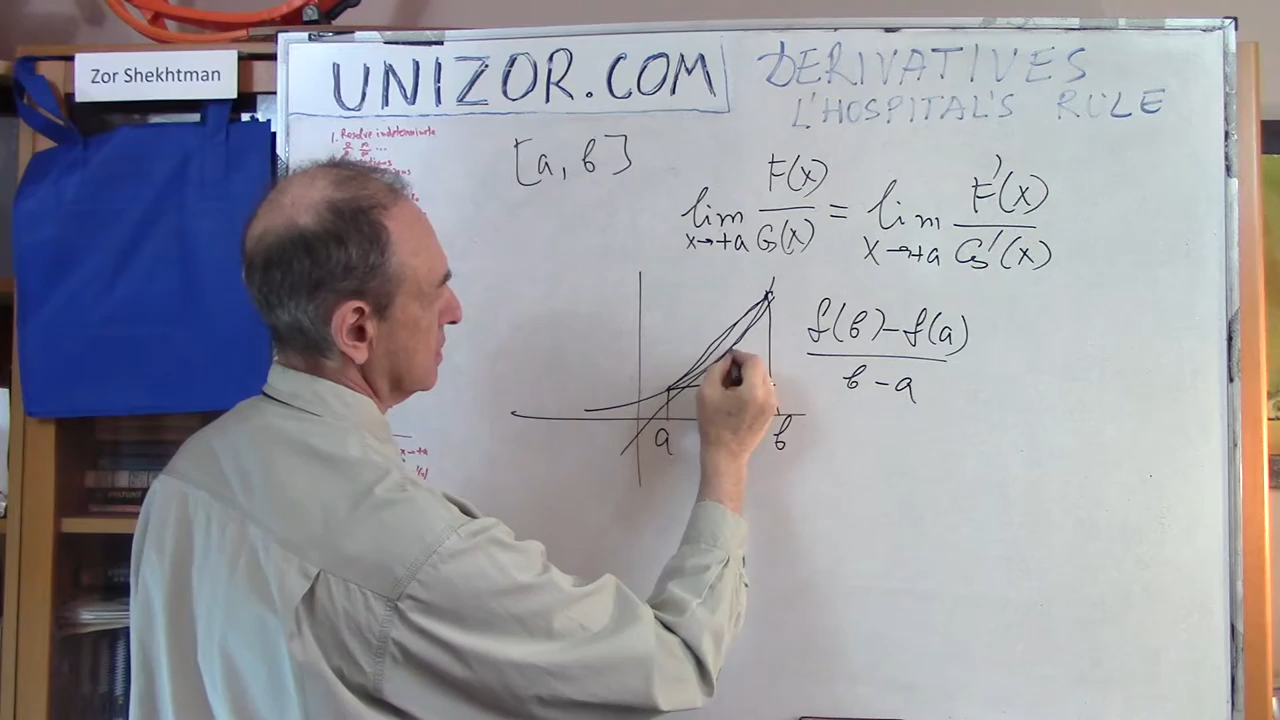 Zor Shekhtman
UNIZOR.COM
DERIVATIVES
L'HOSPITAL'S RULE
1. Resolve indeterminate
[a, b]
lim x→+a F(x)/G(x) = lim x→+a F'(x)/G'(x)
f(b)-f(a)
b-a
a
b